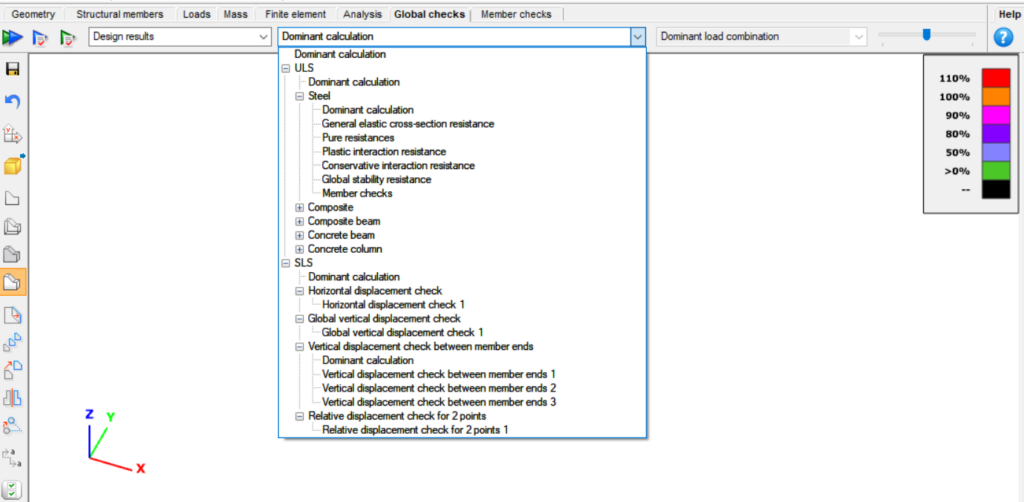 Geometry Structural members Loads Mass Finite element Analysis Global checks Member checks Help
Design results Dominant calculation Dominant load combination
Dominant calculation
ULS
Dominant calculation
Steel
Dominant calculation
General elastic cross-section resistance
Pure resistances
Plastic interaction resistance
Conservative interaction resistance
Global stability resistance
Member checks
Composite
Composite beam
Concrete beam
Concrete column
SLS
Dominant calculation
Horizontal displacement check
Horizontal displacement check 1
Global vertical displacement check
Global vertical displacement check 1
Vertical displacement check between member ends
Dominant calculation
Vertical displacement check between member ends 1
Vertical displacement check between member ends 2
Vertical displacement check between member ends 3
Relative displacement check for 2 points
Relative displacement check for 2 points 1
110%
100%
90%
80%
50%
>0%
--
Z Y
X